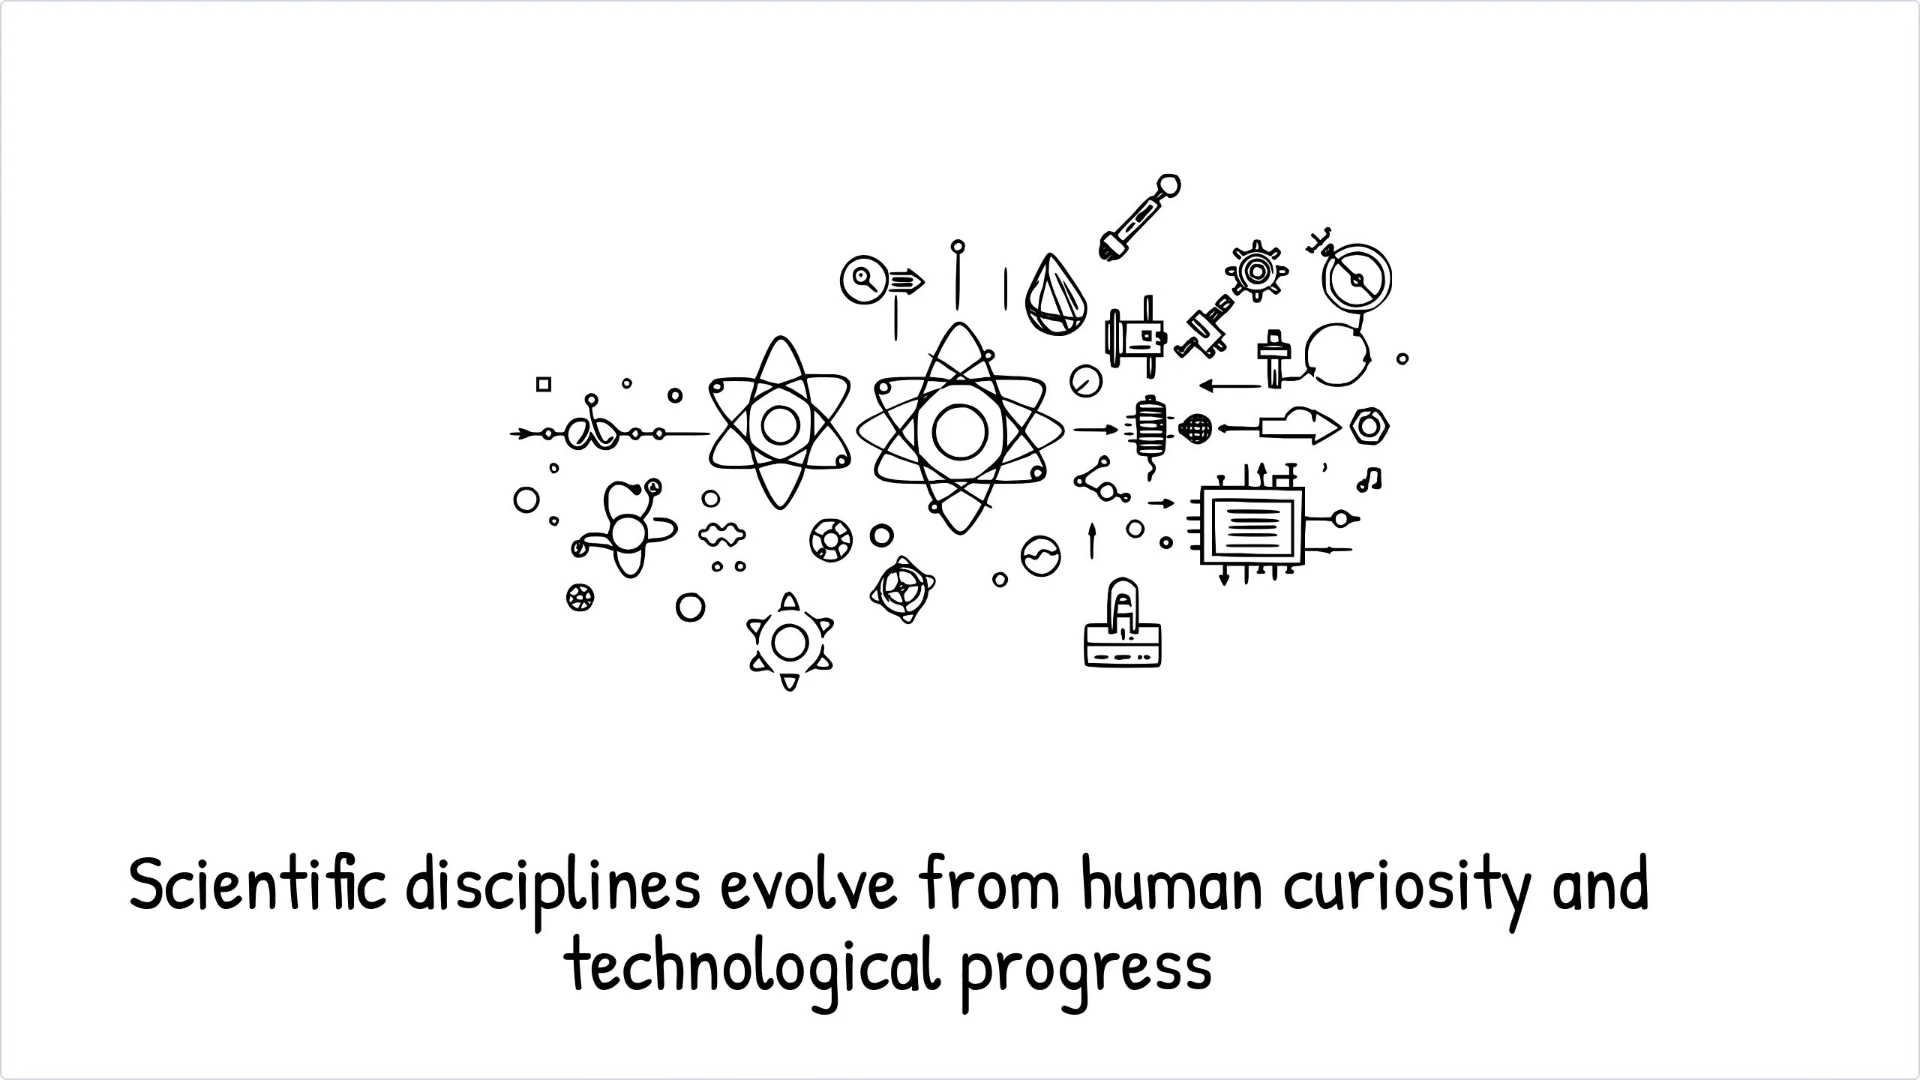 Scientific disciplines evolve from human curiosity and
technological progress